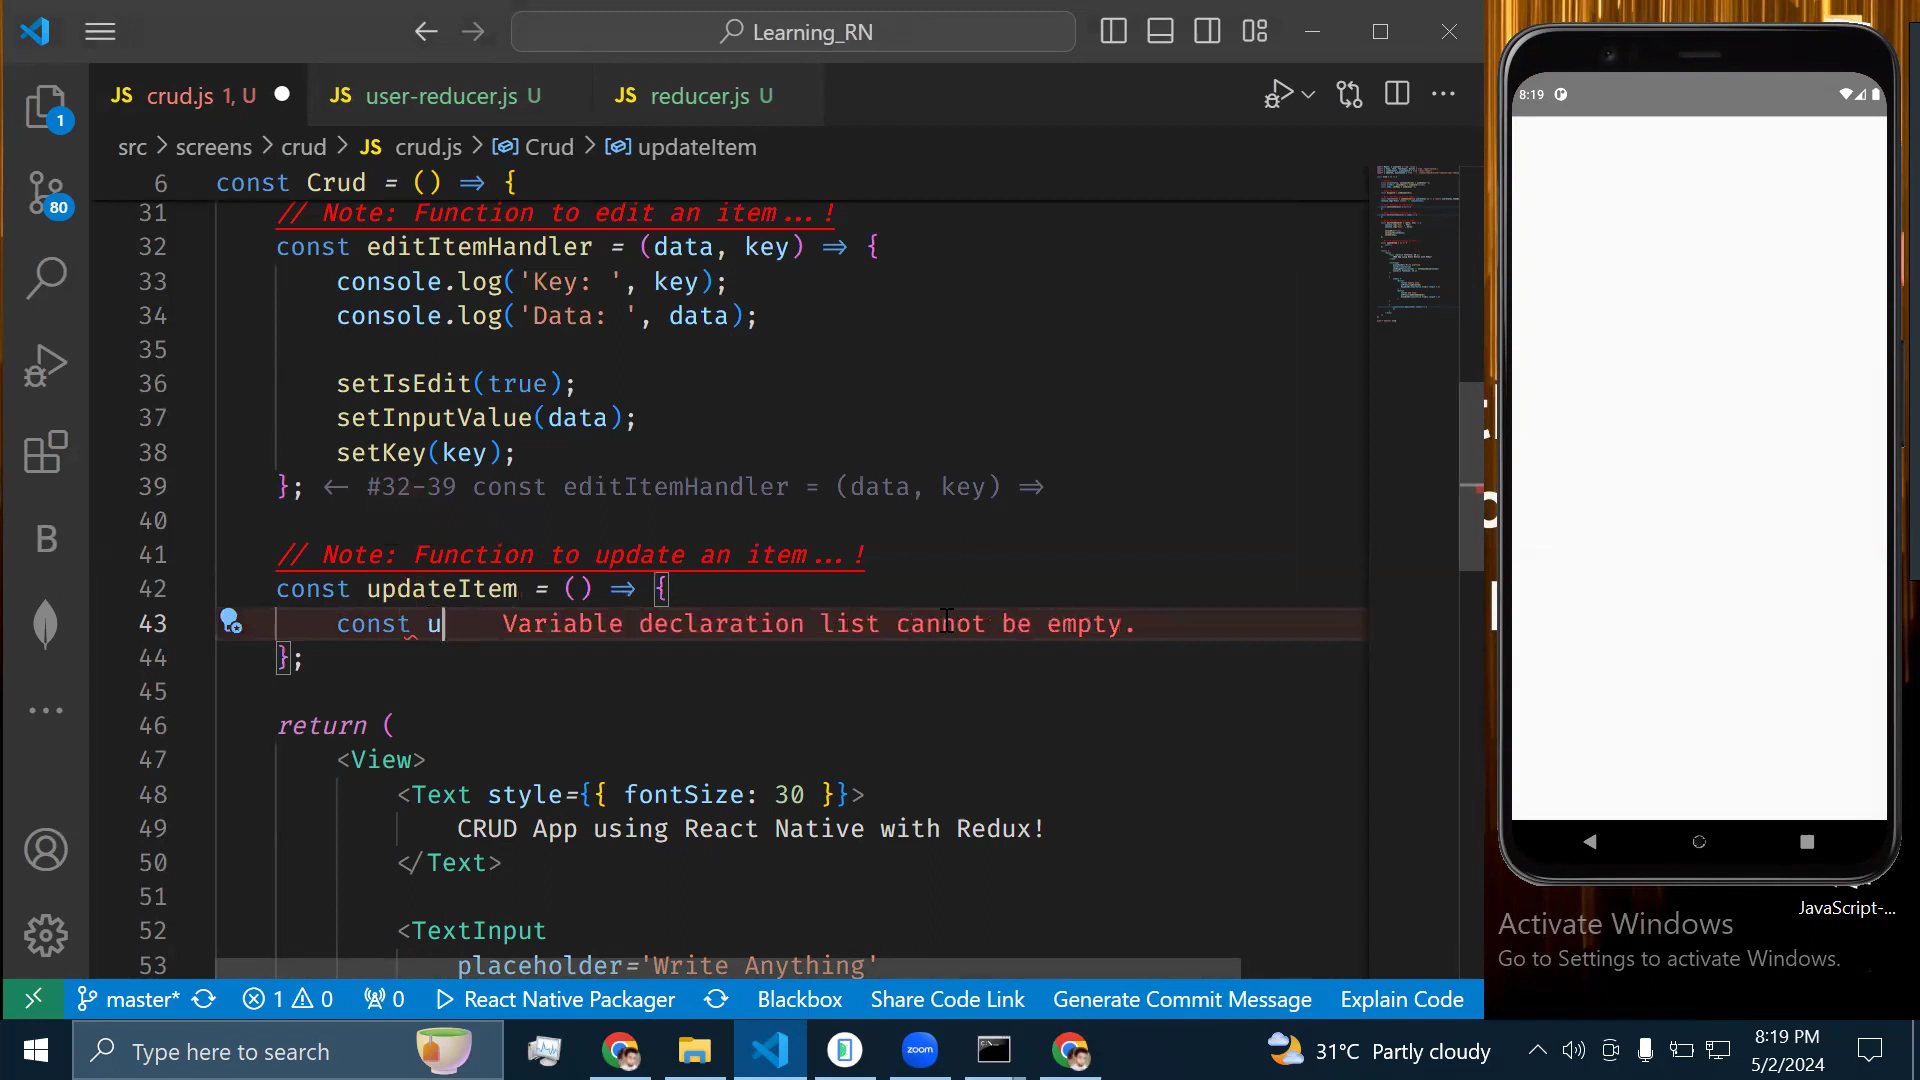 Learning_RN
JS crud.js 1, U
JS user-reducer.js U
JS reducer.js U
src > screens > crud > JS crud.js > Crud > updateItem
6 const Crud = () => {
31 // Note: Function to edit an item...!
32 const editItemHandler = (data, key) => {
33 console.log('Key: ', key);
34 console.log('Data: ', data);
35
36 setIsEdit(true);
37 setInputValue(data);
38 setKey(key);
39 }; <- #32-39 const editItemHandler = (data, key) =>
40
41 // Note: Function to update an item...!
42 const updateItem = () => {
43 const u Variable declaration list cannot be empty.
44 };
45
46 return (
47 <View>
48 <Text style={{ fontSize: 30 }}>
49 CRUD App using React Native with Redux!
50 </Text>
51
52 <TextInput
53 placeholder='Write Anything'
1
80
B
master* 1 0 0 React Native Packager Blackbox Share Code Link Generate Commit Message Explain Code
8:19
JavaScript-...
Activate Windows
Go to Settings to activate Windows.
Type here to search
zoom
31°C Partly cloudy
8:19 PM
5/2/2024